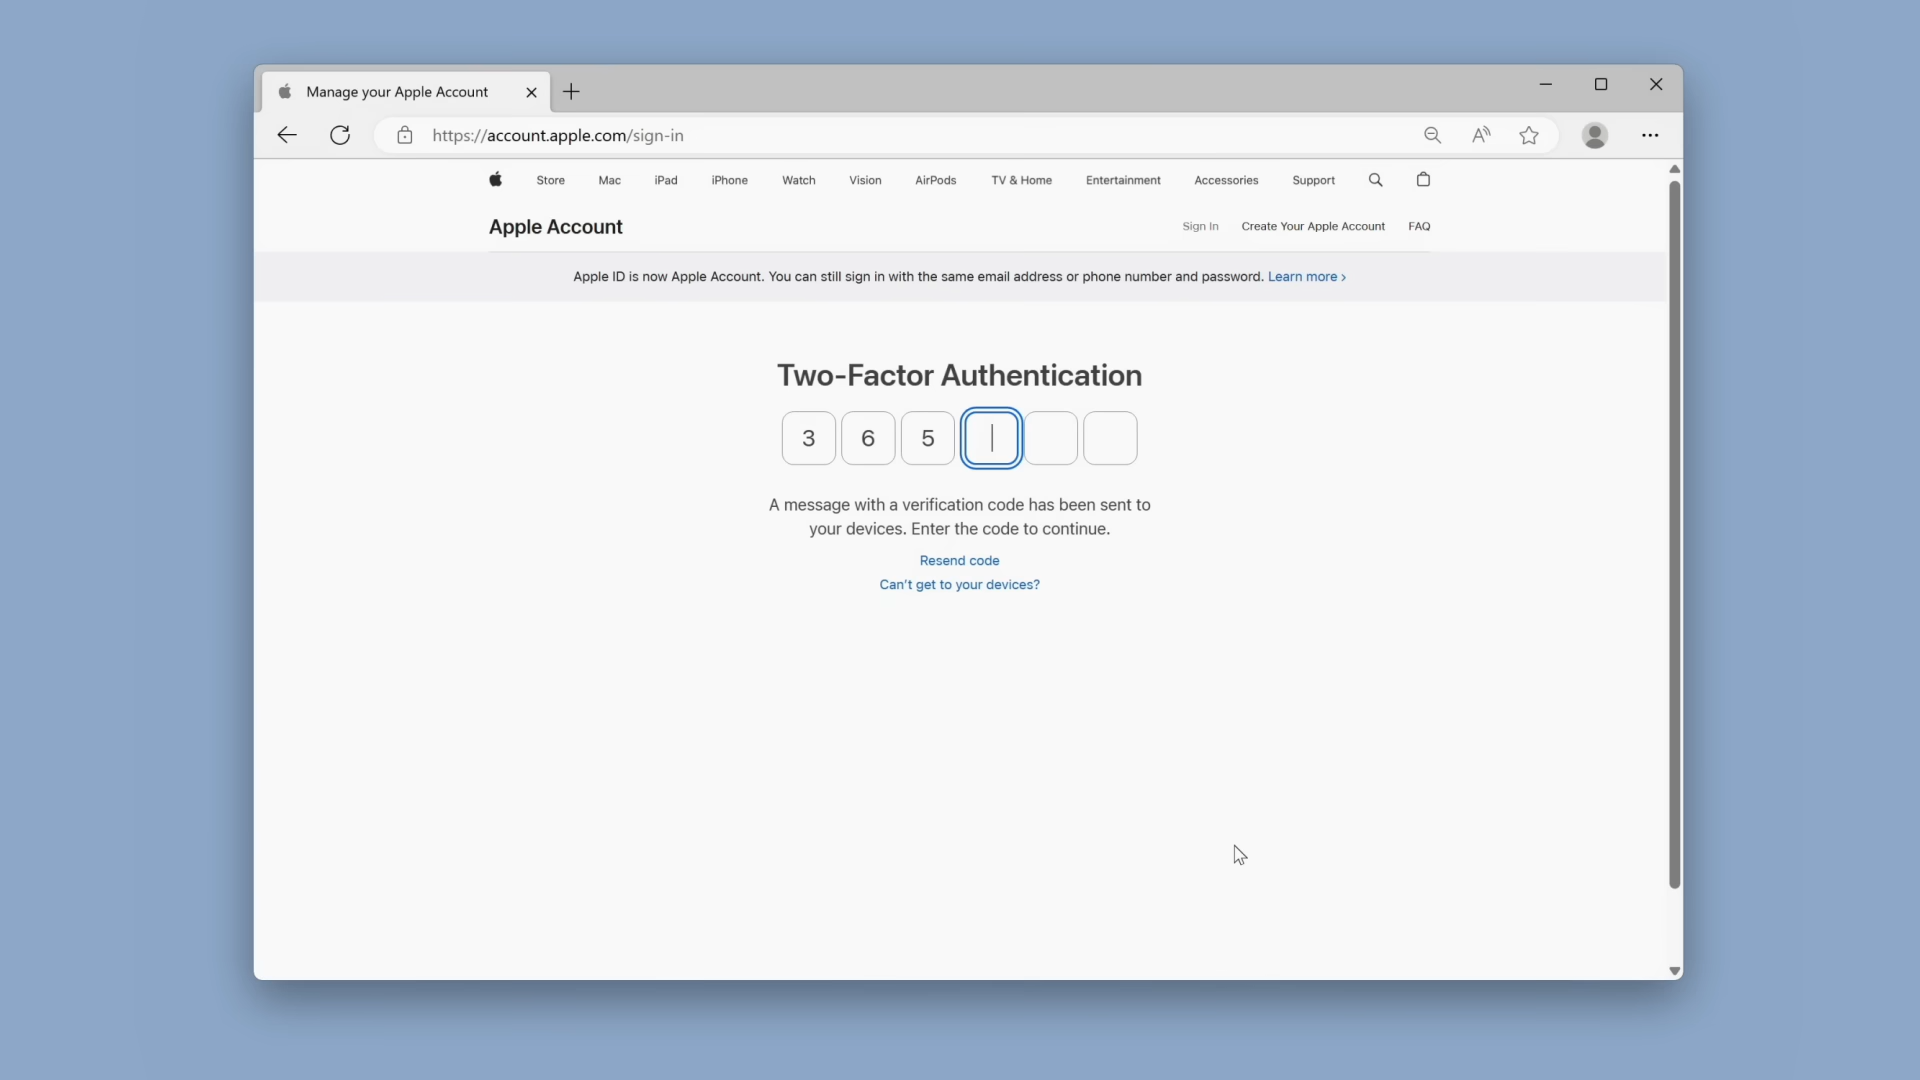 Manage your Apple Account
https://account.apple.com/sign-in
Store Mac iPad iPhone Watch Vision AirPods TV & Home Entertainment Accessories Support
Apple Account Sign In Create Your Apple Account FAQ
Apple ID is now Apple Account. You can still sign in with the same email address or phone number and password. Learn more >
Two-Factor Authentication
3 6 5
A message with a verification code has been sent to
your devices. Enter the code to continue.
Resend code
Can't get to your devices?